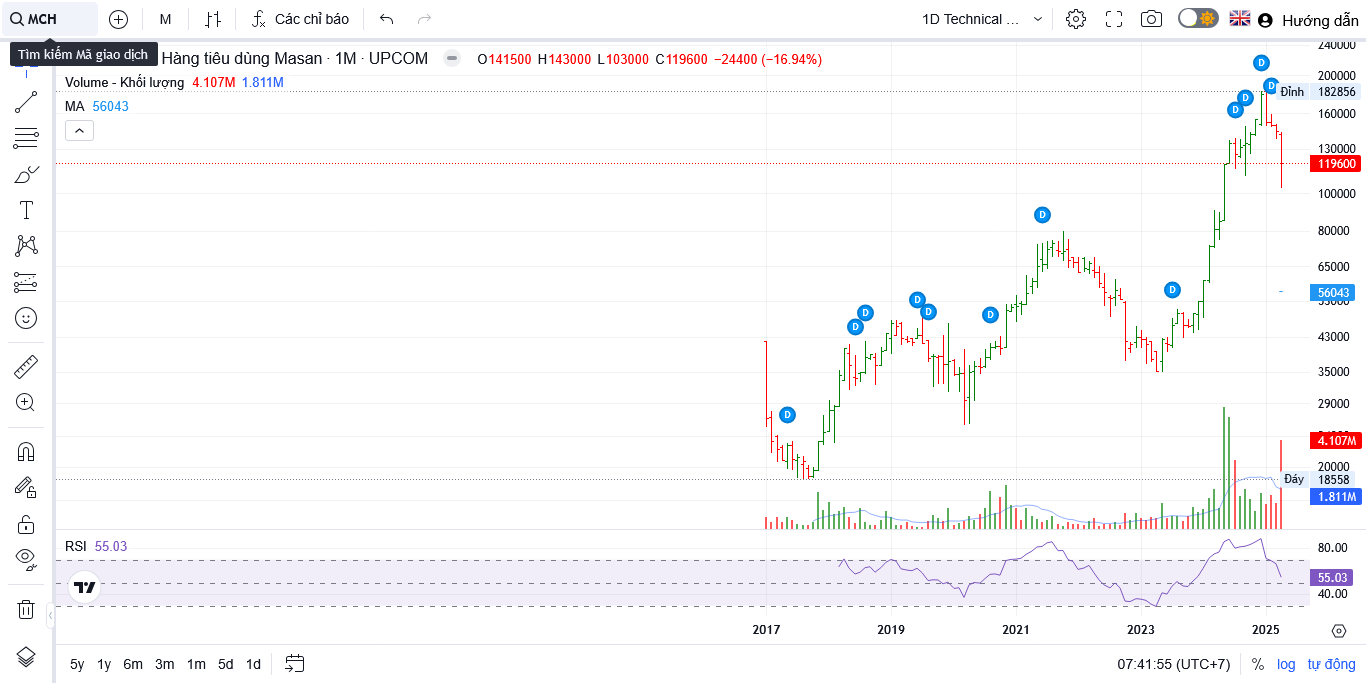 MCH
M
Các chỉ báo
1D Technical ...
Hướng dẫn
Tìm kiếm Mã giao dịch
Hàng tiêu dùng Masan · 1M · UPCOM
O141500 H143000 L103000 C119600 −24400 (−16.94%)
Volume - Khối lượng 4.107M 1.811M
MA 56043
240000
D
200000
D
Đỉnh 182856
D
D
160000
130000
119600
100000
D
80000
65000
D
56043
D
D
D
D
D
43000
35000
29000
D
4.107M
20000
Đáy 18558
1.811M
RSI 55.03
80.00
55.03
40.00
2017 2019 2021 2023 2025
5y 1y 6m 3m 1m 5d 1d
07:41:55 (UTC+7) % log tự động